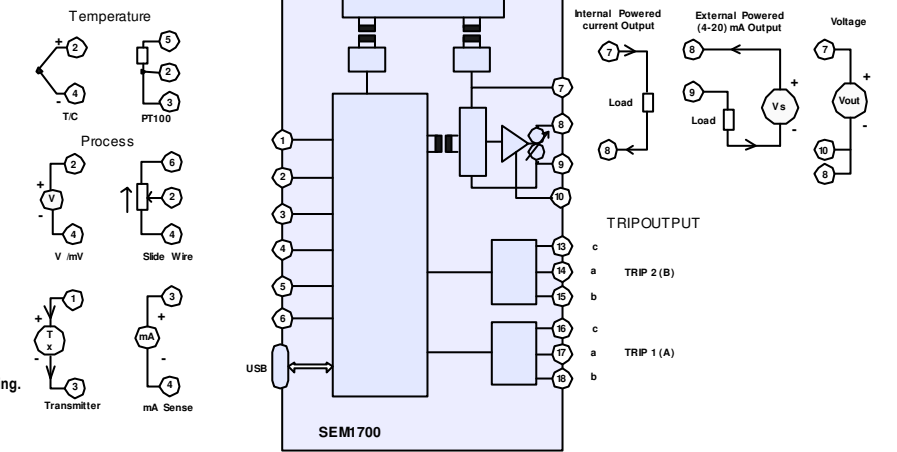 Temperature
+
2
4
-
T/C
5
2
3
PT100
Process
2
+
V
-
4
V /mV
6
2
4
Slide Wire
1
+
T
x
-
3
Transmitter
3
+
mA
-
4
mA Sense
ng.
1
2
3
4
5
6
USB
SEM1700
7
8
9
10
13 c
14 a TRIP 2 (B)
15 b
16 c
17 a TRIP 1 (A)
18 b
TRIPOUTPUT
Internal Powered
current Output
7
Load
8
External Powered
(4-20) mA Output
8
9
Load
+
Vs
-
Voltage
7
+
Vout
-
10
8